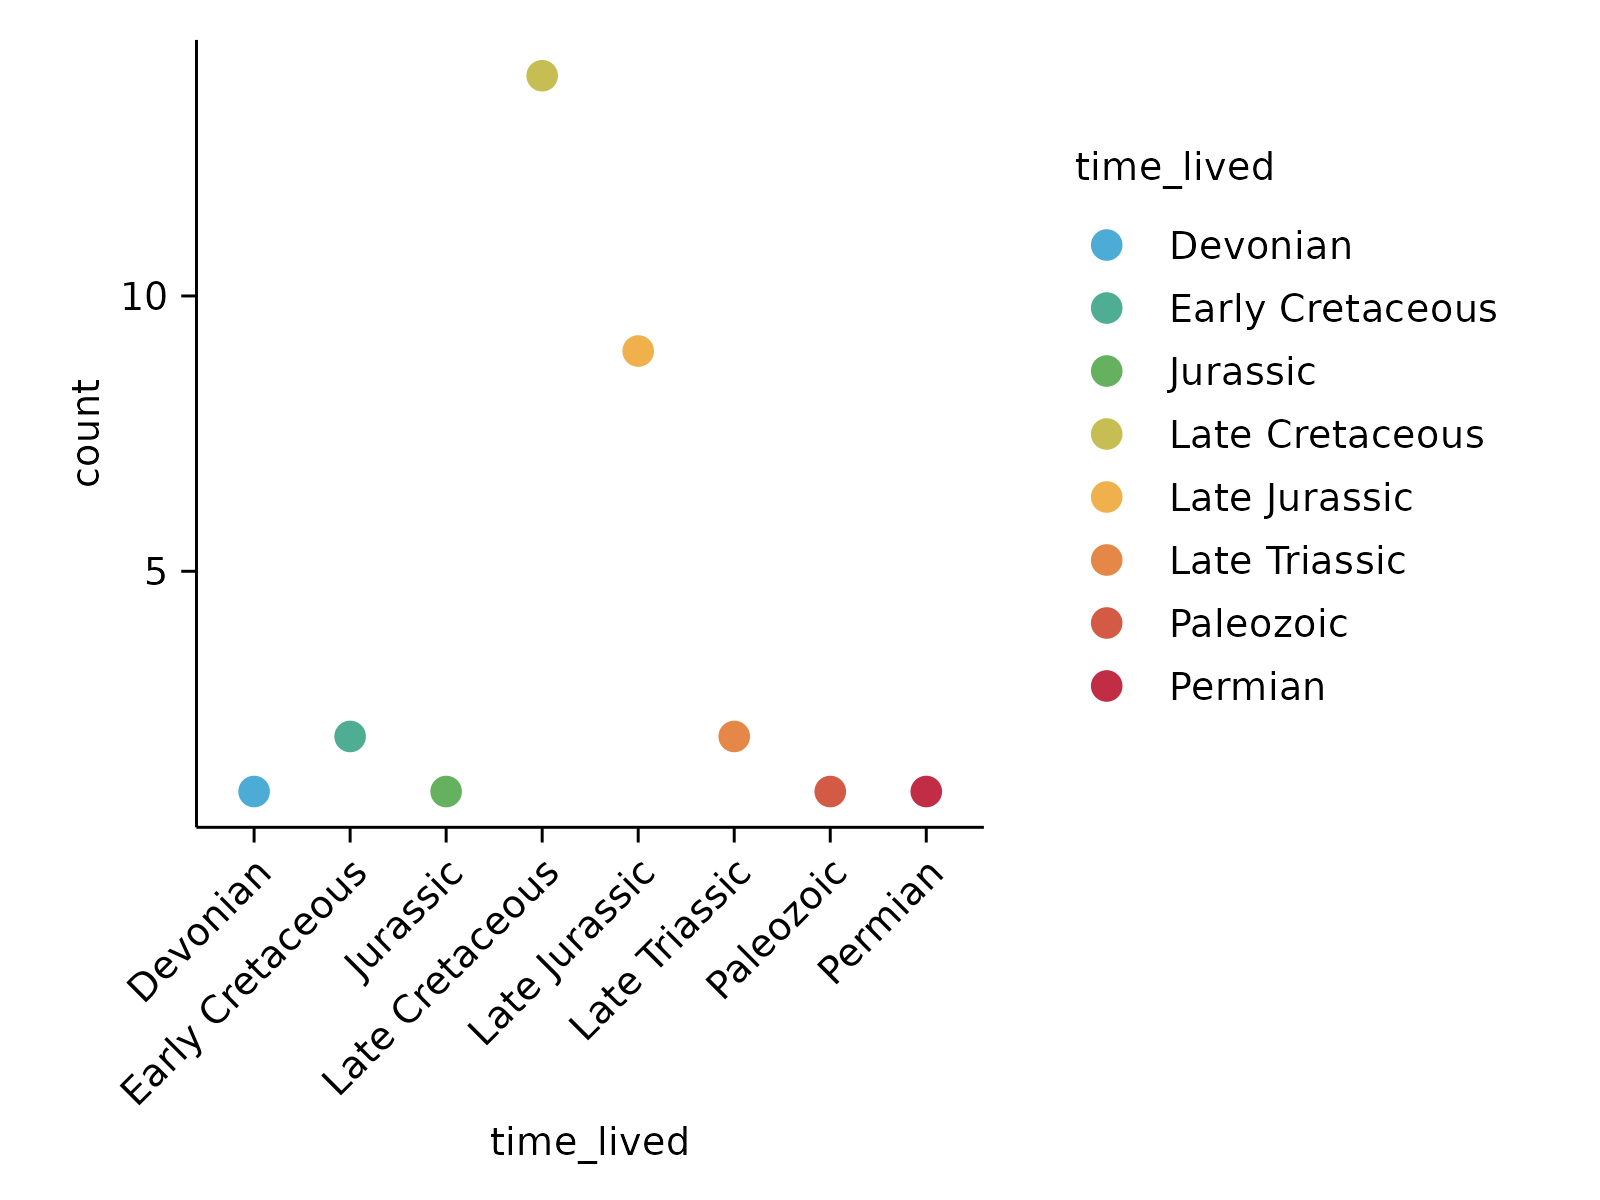 10
5
count
Devonian
Early Cretaceous
Jurassic
Late Cretaceous
Late Jurassic
Late Triassic
Paleozoic
Permian
time_lived
time_lived
Devonian
Early Cretaceous
Jurassic
Late Cretaceous
Late Jurassic
Late Triassic
Paleozoic
Permian